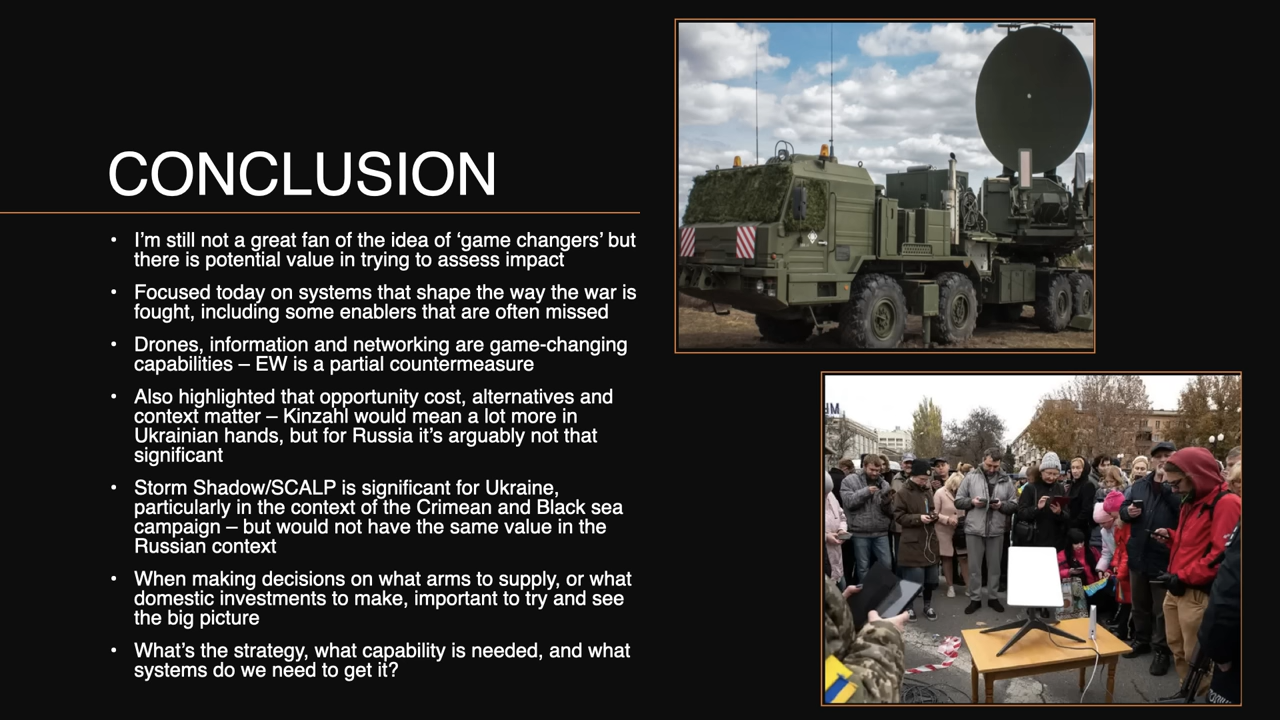 CONCLUSION
• I’m still not a great fan of the idea of ‘game changers’ but
there is potential value in trying to assess impact
• Focused today on systems that shape the way the war is
fought, including some enablers that are often missed
• Drones, information and networking are game-changing
capabilities – EW is a partial countermeasure
• Also highlighted that opportunity cost, alternatives and
context matter – Kinzahl would mean a lot more in
Ukrainian hands, but for Russia it’s arguably not that
significant
• Storm Shadow/SCALP is significant for Ukraine,
particularly in the context of the Crimean and Black sea
campaign – but would not have the same value in the
Russian context
• When making decisions on what arms to supply, or what
domestic investments to make, important to try and see
the big picture
• What’s the strategy, what capability is needed, and what
systems do we need to get it?